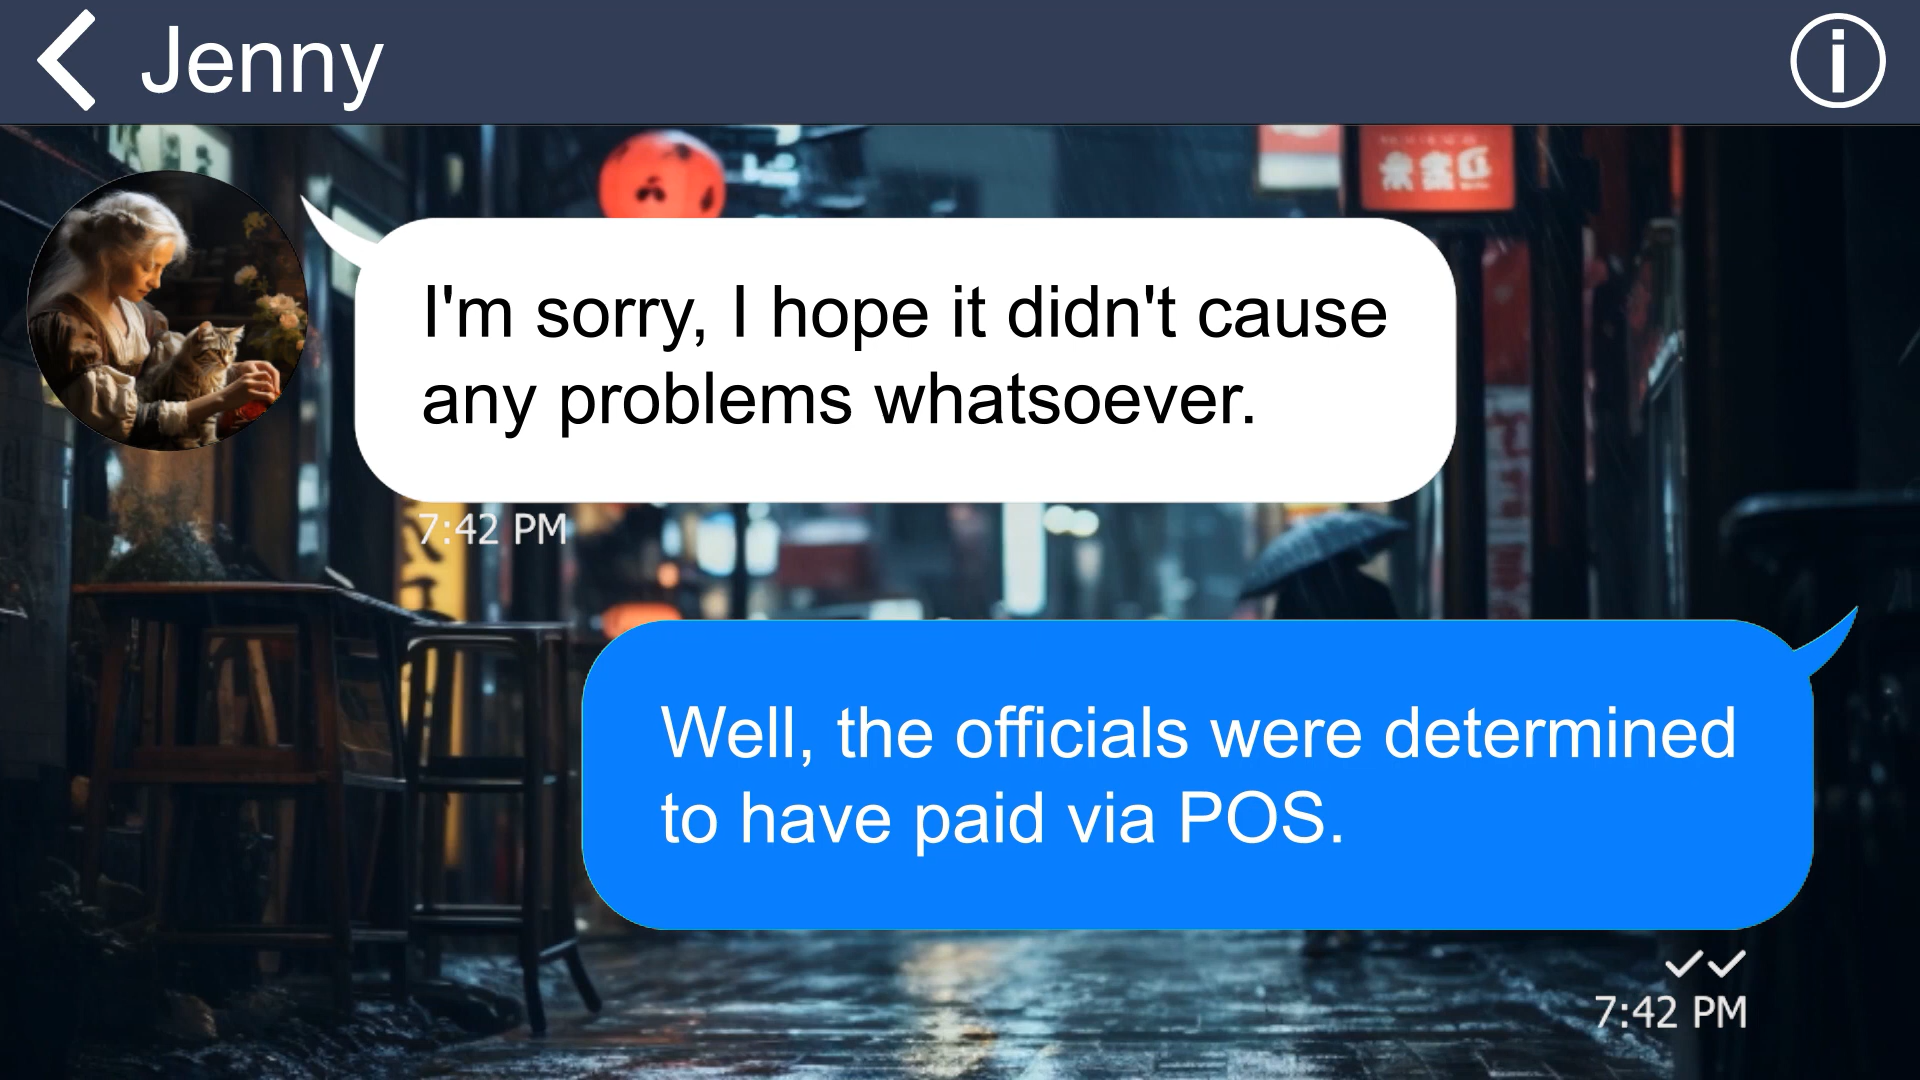 Jenny
I'm sorry, I hope it didn't cause
any problems whatsoever.
7:42 PM
Well, the officials were determined
to have paid via POS.
7:42 PM